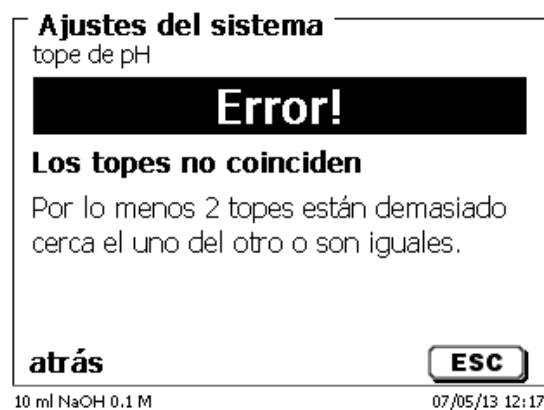 Ajustes del sistema
tope de pH
Error!
Los topes no coinciden
Por lo menos 2 topes están demasiado
cerca el uno del otro o son iguales.
atrás
ESC
10 ml NaOH 0.1 M
07/05/13 12:17